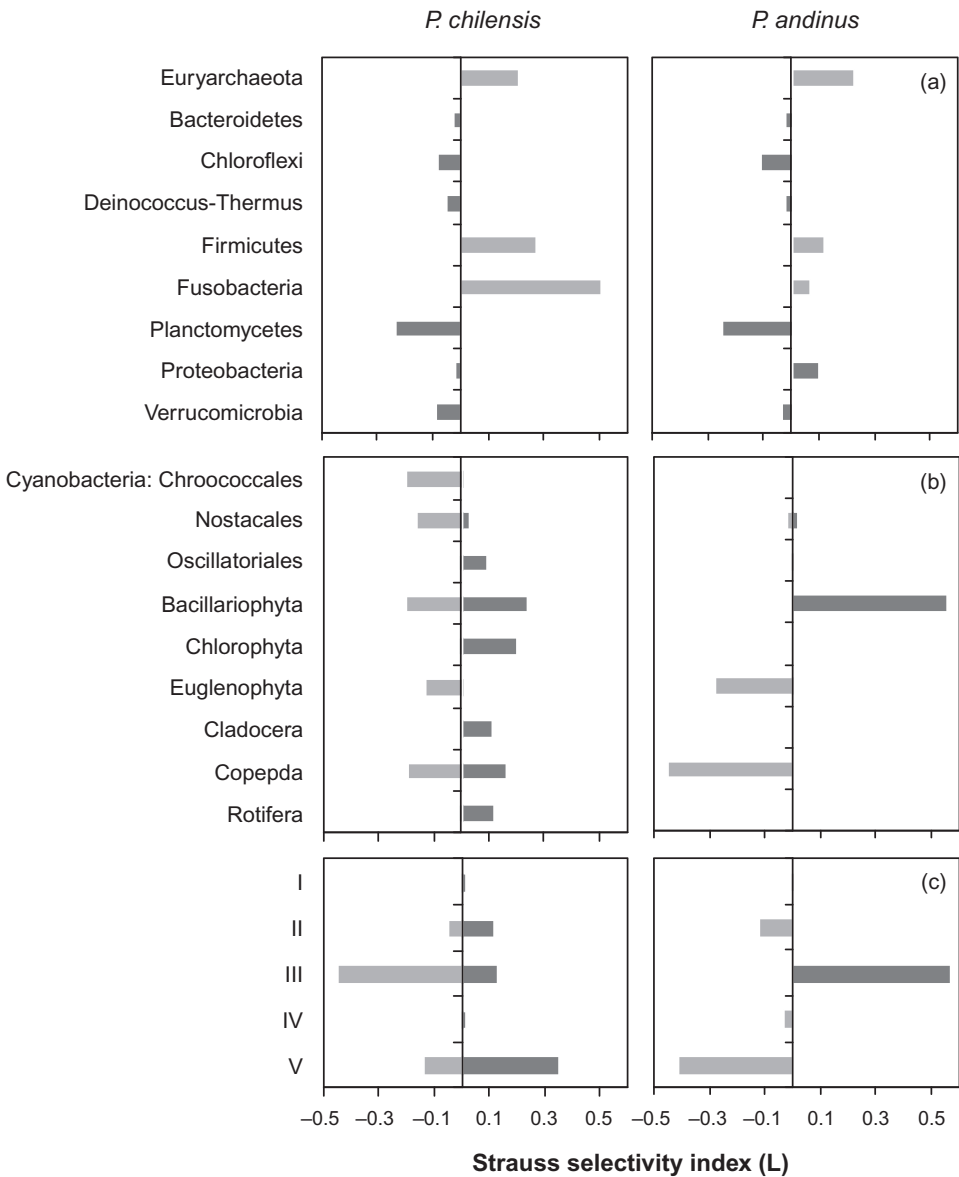 P. chilensis P. andinus
(a)
Euryarchaeota
Bacteroidetes
Chloroflexi
Deinococcus-Thermus
Firmicutes
Fusobacteria
Planctomycetes
Proteobacteria
Verrucomicrobia
(b)
Cyanobacteria: Chroococcales
Nostacales
Oscillatoriales
Bacillariophyta
Chlorophyta
Euglenophyta
Cladocera
Copepda
Rotifera
(c)
I
II
III
IV
V
–0.5 –0.3 –0.1 0.1 0.3 0.5 –0.5 –0.3 –0.1 0.1 0.3 0.5
Strauss selectivity index (L)